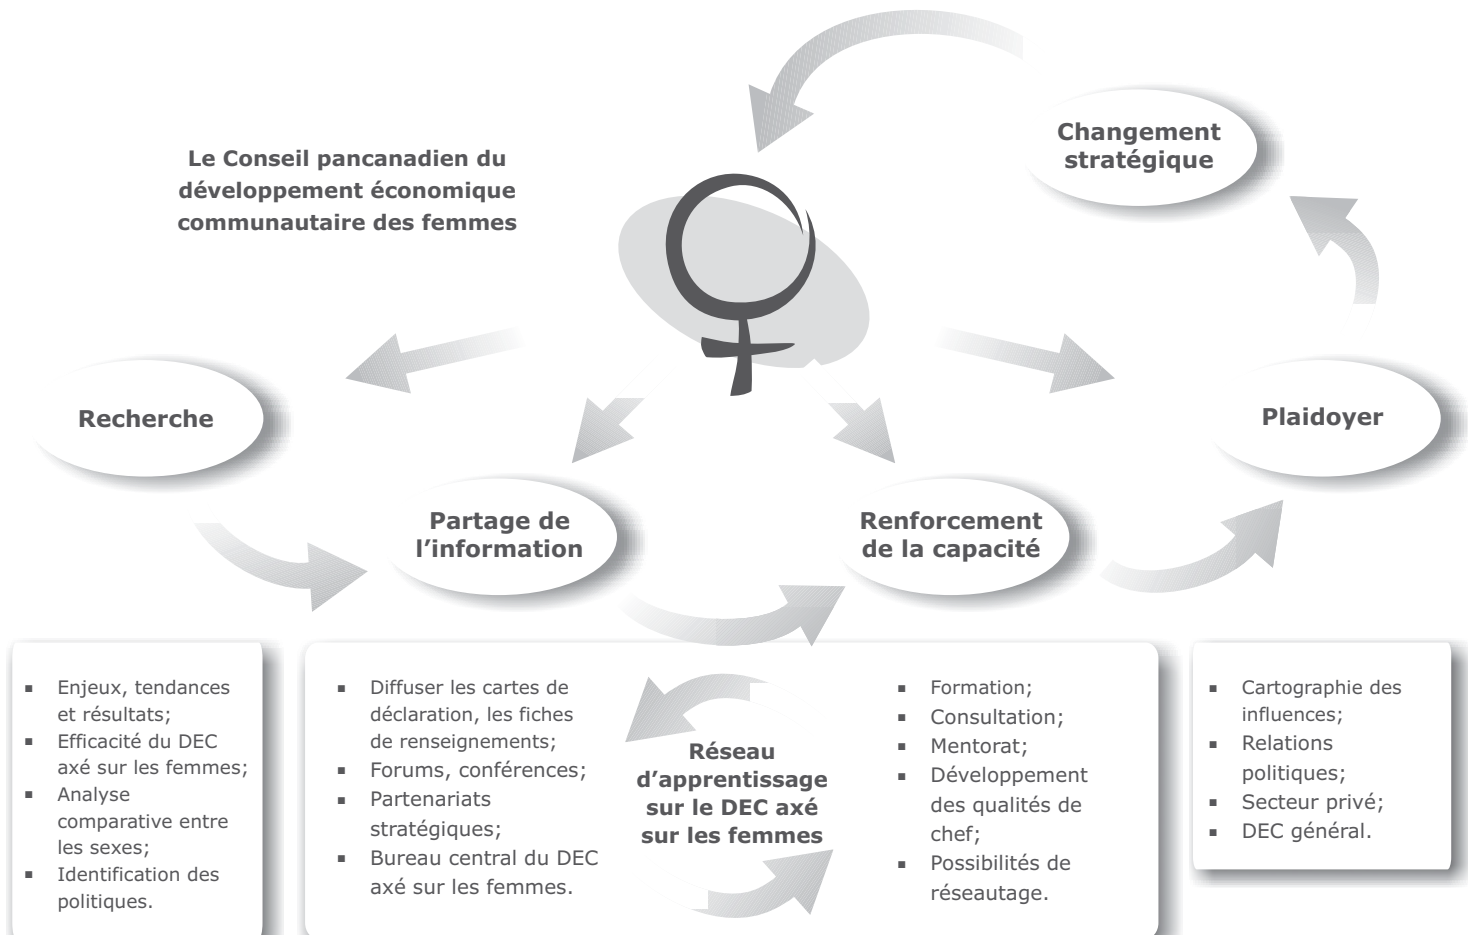 Changement
stratégique
Le Conseil pancanadien du
développement économique
communautaire des femmes
Recherche
Plaidoyer
Partage de
l’information
Renforcement
de la capacité
▪ Enjeux, tendances
et résultats;
▪ Efficacité du DEC
axé sur les femmes;
▪ Analyse
comparative entre
les sexes;
▪ Identification des
politiques.
▪ Diffuser les cartes de
déclaration, les fiches
de renseignements;
▪ Forums, conférences;
▪ Partenariats
stratégiques;
▪ Bureau central du DEC
axé sur les femmes.
Réseau
d’apprentissage
sur le DEC axé
sur les femmes
▪ Formation;
▪ Consultation;
▪ Mentorat;
▪ Développement
des qualités de
chef;
▪ Possibilités de
réseautage.
▪ Cartographie des
influences;
▪ Relations
politiques;
▪ Secteur privé;
▪ DEC général.